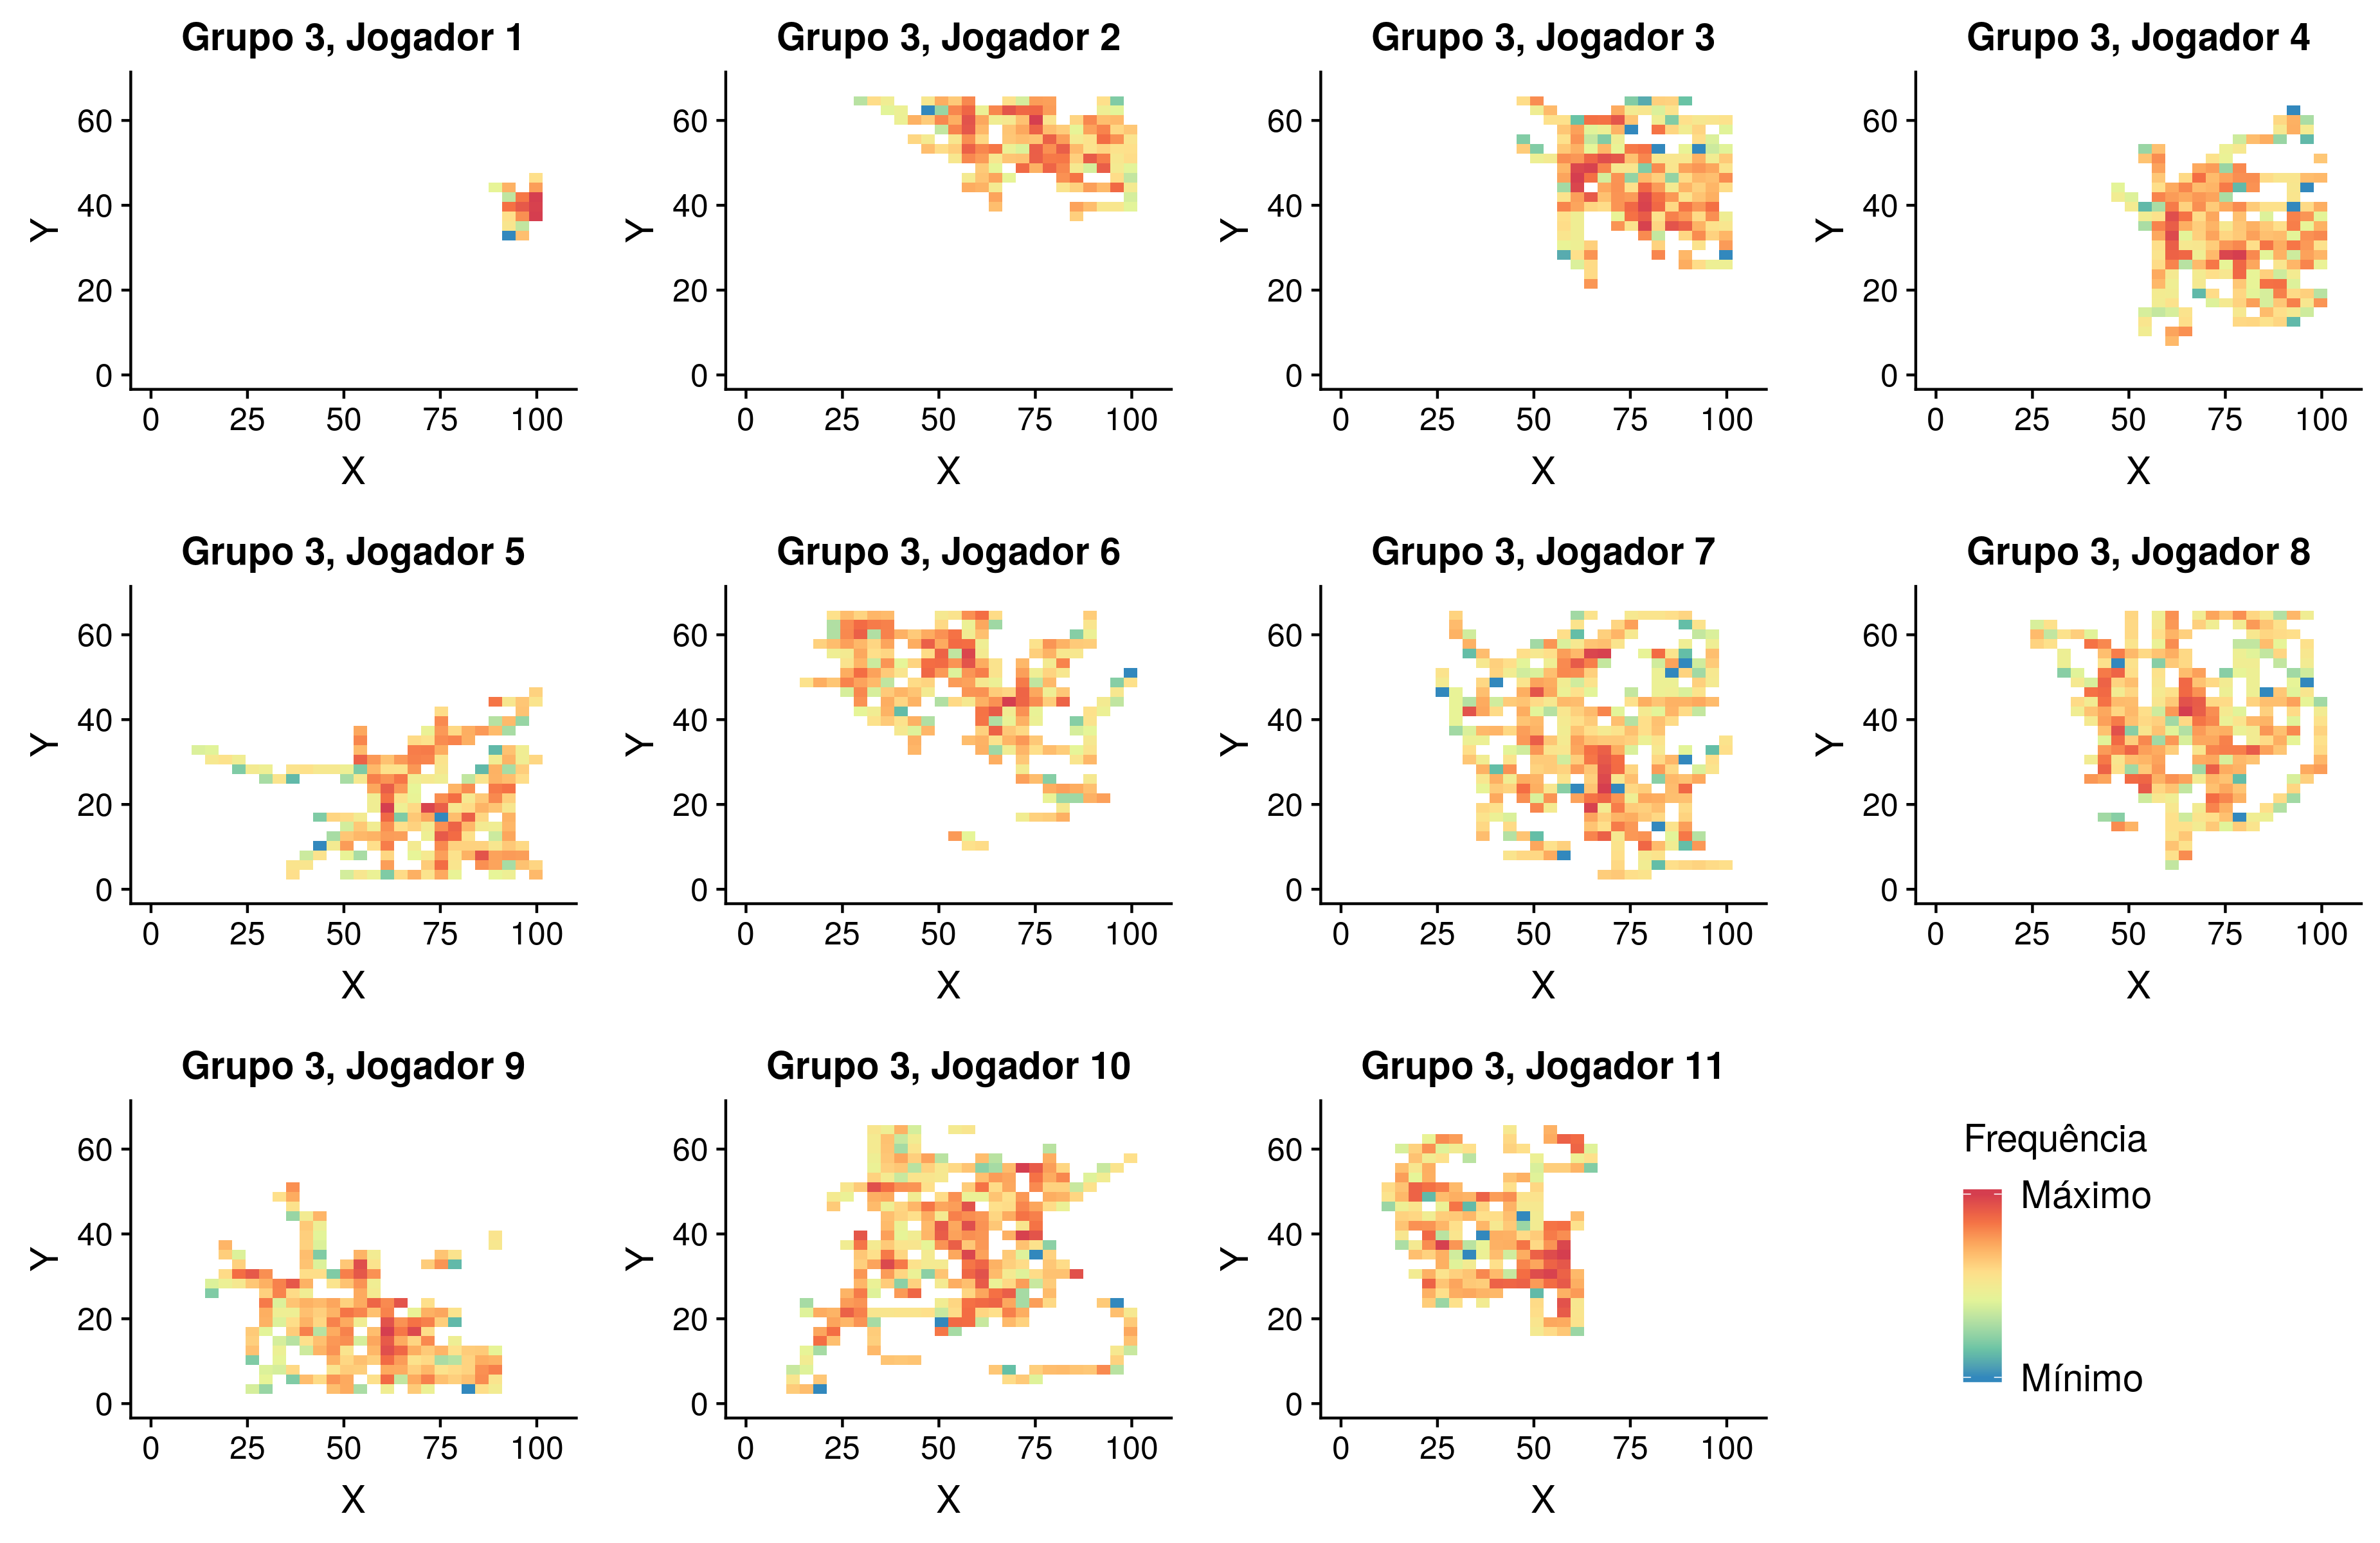 Grupo 3, Jogador 1
Grupo 3, Jogador 2
Grupo 3, Jogador 3
Grupo 3, Jogador 4
60
40
20
0
Y
0 25 50 75 100
X
60
40
20
0
Y
0 25 50 75 100
X
60
40
20
0
Y
0 25 50 75 100
X
60
40
20
0
Y
0 25 50 75 100
X
Grupo 3, Jogador 5
Grupo 3, Jogador 6
Grupo 3, Jogador 7
Grupo 3, Jogador 8
60
40
20
0
Y
0 25 50 75 100
X
60
40
20
0
Y
0 25 50 75 100
X
60
40
20
0
Y
0 25 50 75 100
X
60
40
20
0
Y
0 25 50 75 100
X
Grupo 3, Jogador 9
Grupo 3, Jogador 10
Grupo 3, Jogador 11
60
40
20
0
Y
0 25 50 75 100
X
60
40
20
0
Y
0 25 50 75 100
X
60
40
20
0
Y
0 25 50 75 100
X
Frequência
Máximo
Mínimo